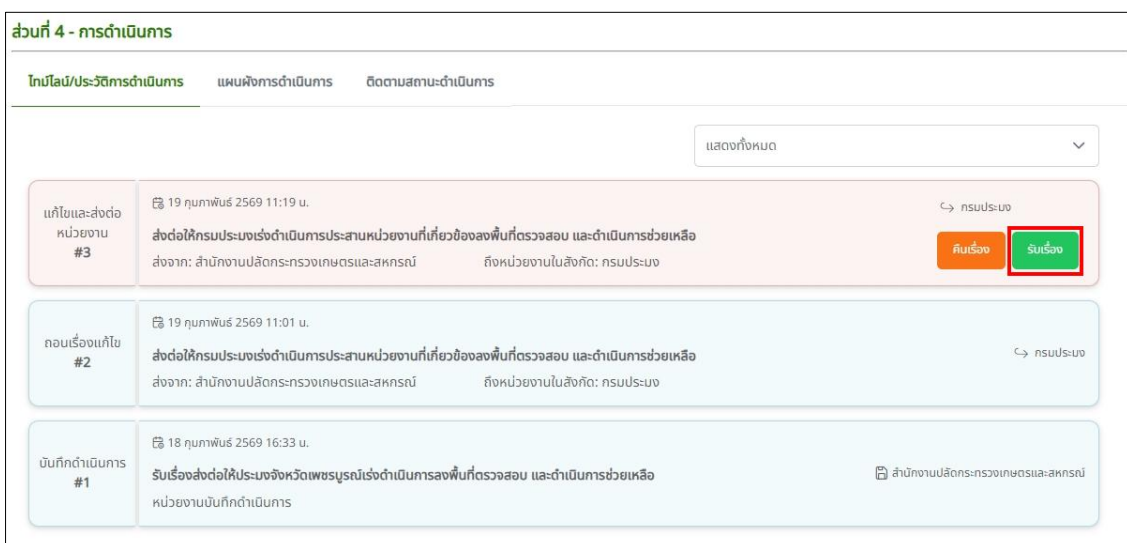 ส่วนที่ 4 - การดำเนินการ
ไทม์ไลน์/ประวัติการดำเนินการ แผนผังการดำเนินการ ติดตามสถานะดำเนินการ
แสดงทั้งหมด
แก้ไขและส่งต่อ
หน่วยงาน
#3
19 กุมภาพันธ์ 2569 11:19 น.
ส่งต่อให้กรมประมงเร่งดำเนินการประสานหน่วยงานที่เกี่ยวข้องลงพื้นที่ตรวจสอบ และดำเนินการช่วยเหลือ
ส่งจาก: สำนักงานปลัดกระทรวงเกษตรและสหกรณ์ ถึงหน่วยงานในสังกัด: กรมประมง
กรมประมง
คืนเรื่อง รับเรื่อง
ถอนเรื่องแก้ไข
#2
19 กุมภาพันธ์ 2569 11:01 น.
ส่งต่อให้กรมประมงเร่งดำเนินการประสานหน่วยงานที่เกี่ยวข้องลงพื้นที่ตรวจสอบ และดำเนินการช่วยเหลือ
ส่งจาก: สำนักงานปลัดกระทรวงเกษตรและสหกรณ์ ถึงหน่วยงานในสังกัด: กรมประมง
กรมประมง
บันทึกดำเนินการ
#1
18 กุมภาพันธ์ 2569 16:33 น.
รับเรื่องส่งต่อให้ประมงจังหวัดเพชรบูรณ์เร่งดำเนินการลงพื้นที่ตรวจสอบ และดำเนินการช่วยเหลือ
หน่วยงานบันทึกดำเนินการ
สำนักงานปลัดกระทรวงเกษตรและสหกรณ์